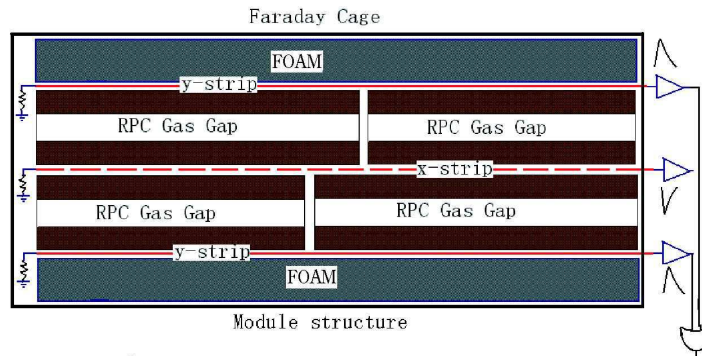 Faraday Cage
FOAM
y-strip
RPC Gas Gap
RPC Gas Gap
x-strip
RPC Gas Gap
RPC Gas Gap
y-strip
FOAM
Module structure